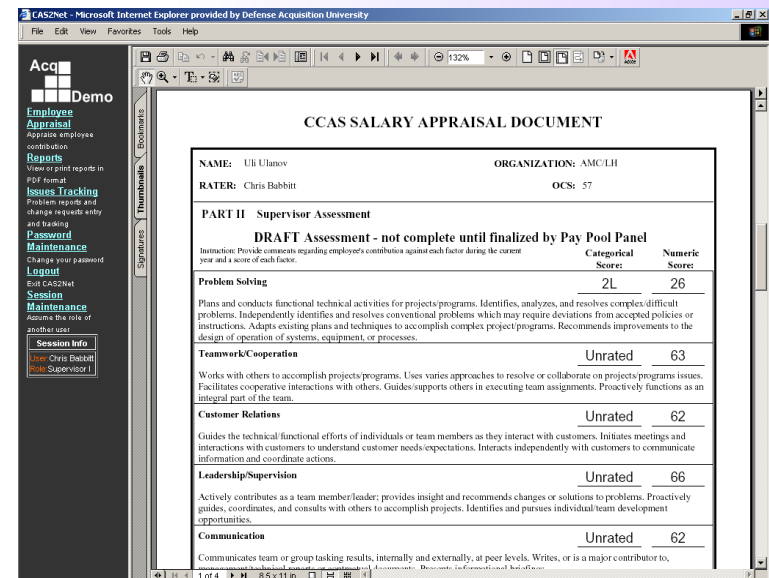 CAS2Net - Microsoft Internet Explorer provided by Defense Acquisition University
File Edit View Favorites Tools Help
132%
Acq
Demo
Employee
Appraisal
Appraise employee
contribution
Reports
View or print reports in
PDF format
Issues Tracking
Problem reports and
change requests entry
and tracking
Password
Maintenance
Change your password
Logout
Exit CAS2Net
Session
Maintenance
Assume the role of
another user
Session Info
User:Chris Babbitt
Role:Supervisor I
Bookmarks
Thumbnails
Signatures
CCAS SALARY APPRAISAL DOCUMENT
NAME: Uli Ulanov ORGANIZATION: AMC/LH
RATER: Chris Babbitt OCS: 57
PART II Supervisor Assessment
DRAFT Assessment - not complete until finalized by Pay Pool Panel
Instruction: Provide comments regarding employee's contribution against each factor during the current
year and a score of each factor.
Categorical Score:
Numeric Score:
Problem Solving 2L 26
Plans and conducts functional technical activities for projects/programs. Identifies, analyzes, and resolves complex/difficult
problems. Independently identifies and resolves conventional problems which may require deviations from accepted policies or
instructions. Adapts existing plans and techniques to accomplish complex project/programs. Recommends improvements to the
design of operation of systems, equipment, or processes.
Teamwork/Cooperation Unrated 63
Works with others to accomplish projects/programs. Uses varies approaches to resolve or collaborate on projects/programs issues.
Facilitates cooperative interactions with others. Guides/supports others in executing team assignments. Proactively functions as an
integral part of the team.
Customer Relations Unrated 62
Guides the technical/functional efforts of individuals or team members as they interact with customers. Initiates meetings and
interactions with customers to understand customer needs/expectations. Interacts independently with customers to communicate
information and coordinate actions.
Leadership/Supervision Unrated 66
Actively contributes as a team member/leader; provides insight and recommends changes or solutions to problems. Proactively
guides, coordinates, and consults with others to accomplish projects. Identifies and pursues individual/team development
opportunities.
Communication Unrated 62
Communicates team or group tasking results, internally and externally, at peer levels. Writes, or is a major contributor to,
management/technical reports or contractual documents. Presents informational briefings.
1 of 4 8.5 x 11 in